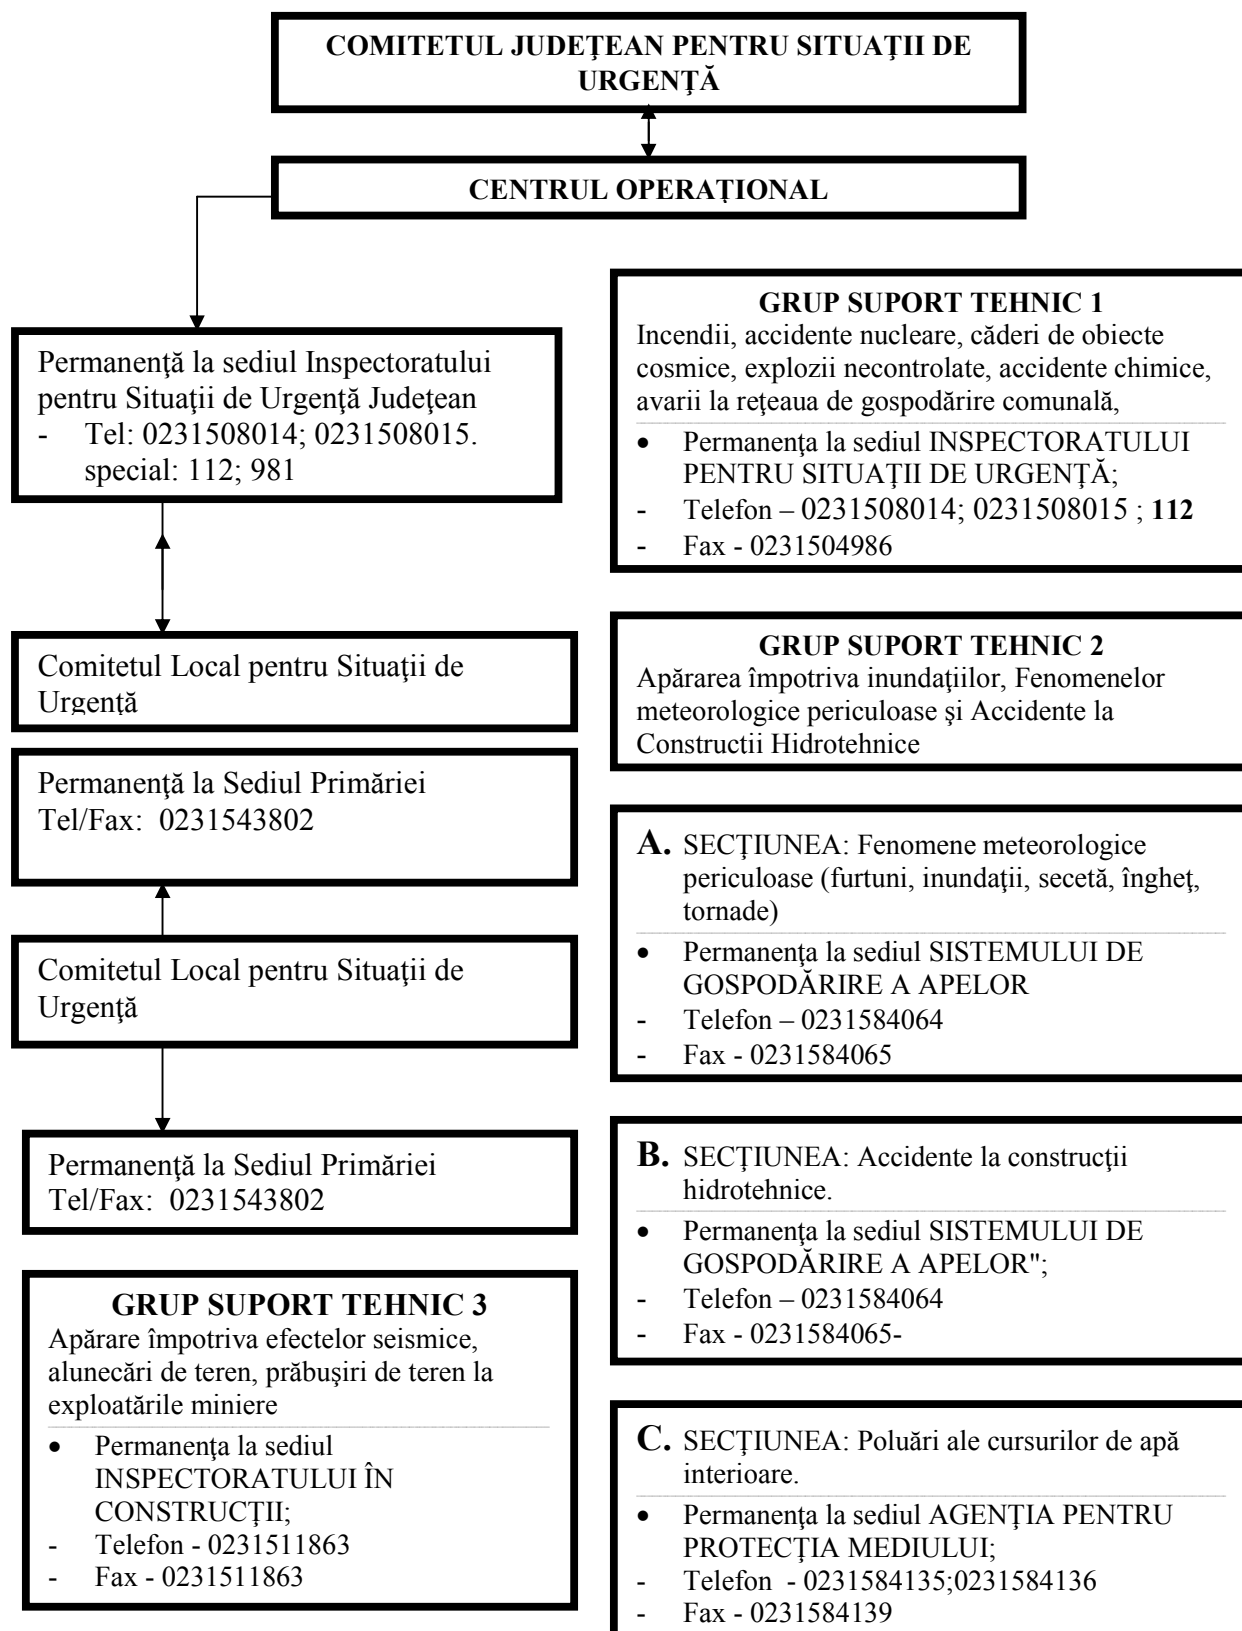 COMITETUL JUDEŢEAN PENTRU SITUAŢII DE
URGENŢĂ
CENTRUL OPERAŢIONAL
Permanenţă la sediul Inspectoratului
pentru Situaţii de Urgenţă Judeţean
- Tel: 0231508014; 0231508015.
special: 112; 981
Comitetul Local pentru Situaţii de
Urgenţă
Permanenţă la Sediul Primăriei
Tel/Fax: 0231543802
Comitetul Local pentru Situaţii de
Urgenţă
Permanenţă la Sediul Primăriei
Tel/Fax: 0231543802
GRUP SUPORT TEHNIC 3
Apărare împotriva efectelor seismice,
alunecări de teren, prăbuşiri de teren la
exploatările miniere
• Permanenţa la sediul
INSPECTORATULUI ÎN
CONSTRUCŢII;
- Telefon - 0231511863
- Fax - 0231511863
GRUP SUPORT TEHNIC 1
Incendii, accidente nucleare, căderi de obiecte
cosmice, explozii necontrolate, accidente chimice,
avarii la reţeaua de gospodărire comunală,
• Permanenţa la sediul INSPECTORATULUI
PENTRU SITUAŢII DE URGENŢĂ;
- Telefon – 0231508014; 0231508015 ; 112
- Fax - 0231504986
GRUP SUPORT TEHNIC 2
Apărarea împotriva inundaţiilor, Fenomenelor
meteorologice periculoase şi Accidente la
Constructii Hidrotehnice
A. SECŢIUNEA: Fenomene meteorologice
periculoase (furtuni, inundaţii, secetă, îngheţ,
tornade)
• Permanenţa la sediul SISTEMULUI DE
GOSPODĂRIRE A APELOR
- Telefon – 0231584064
- Fax - 0231584065
B. SECŢIUNEA: Accidente la construcţii
hidrotehnice.
• Permanenţa la sediul SISTEMULUI DE
GOSPODĂRIRE A APELOR";
- Telefon – 0231584064
- Fax - 0231584065-
C. SECŢIUNEA: Poluări ale cursurilor de apă
interioare.
• Permanenţa la sediul AGENŢIA PENTRU
PROTECŢIA MEDIULUI;
- Telefon - 0231584135;0231584136
- Fax - 0231584139